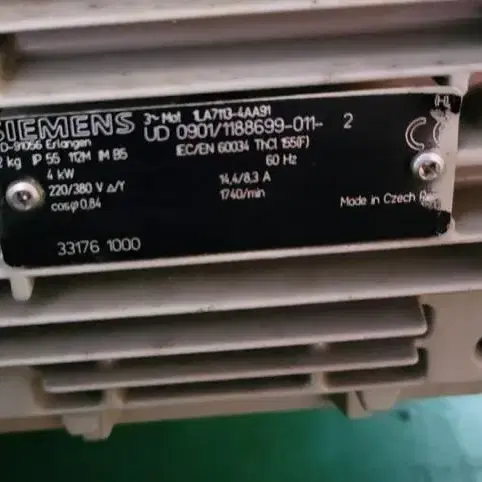 SIEMENS 3~ Mot 1LA7113-4AA91
D-91056 Erlangen UD 0901/1188699-011- 2
kg IP 55 112M IM B5 IEC/EN 60034 ThCl 155(F)
4 kW 60 Hz
220/380 V Δ/Y 14,4/8,3 A
cosφ 0,84 1740/min
Made in Czech
33176 1000
CE